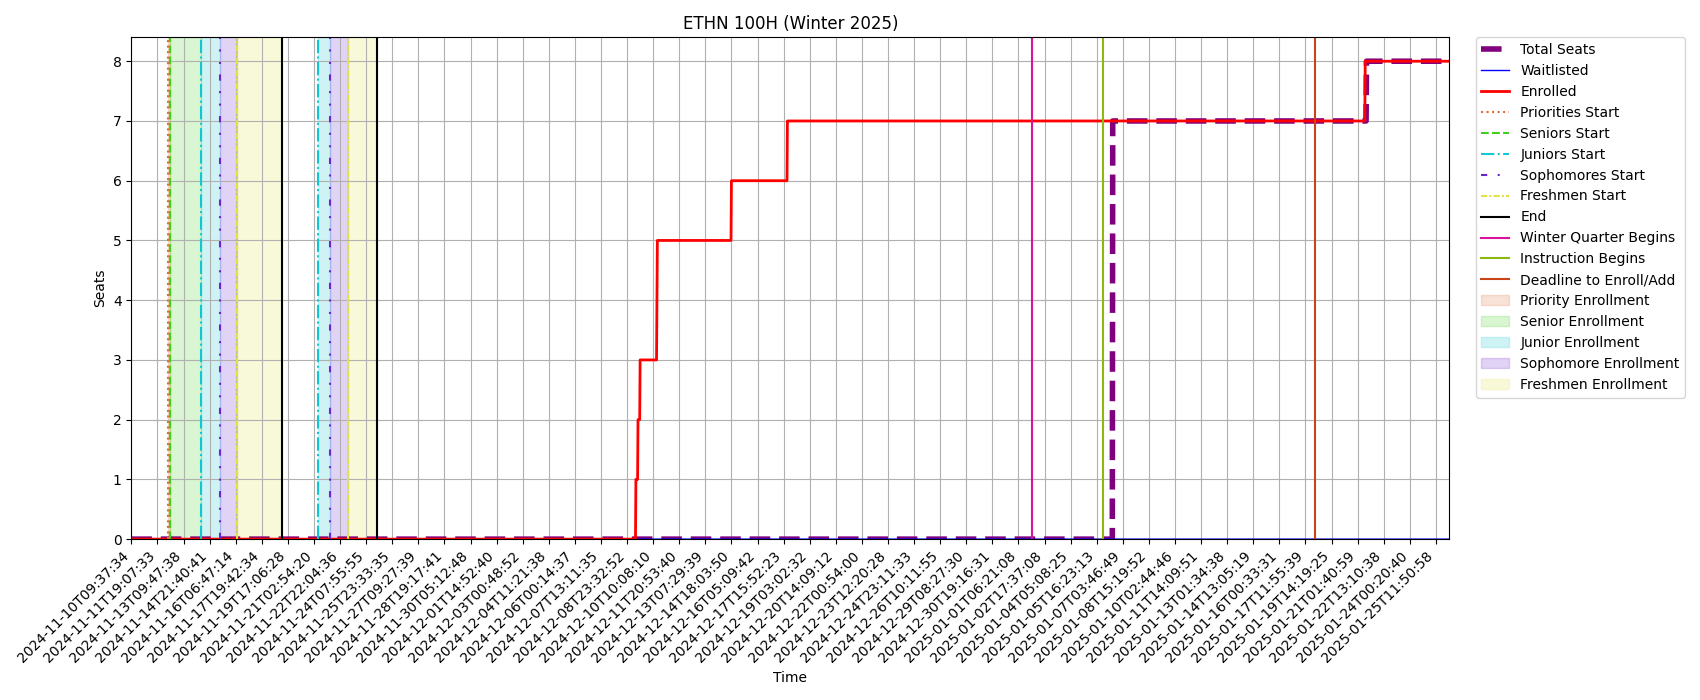 ETHN 100H (Winter 2025)
Seats
8
7
6
5
4
3
2
1
0
2024-11-10T09:37:34
2024-11-11T19:07:33
2024-11-13T09:47:38
2024-11-14T21:40:41
2024-11-16T06:47:14
2024-11-17T19:42:34
2024-11-19T17:06:28
2024-11-21T02:54:20
2024-11-22T22:04:36
2024-11-24T07:55:55
2024-11-25T23:33:35
2024-11-27T09:27:39
2024-11-28T19:17:41
2024-11-30T05:12:48
2024-12-01T14:52:40
2024-12-03T00:48:52
2024-12-04T11:21:38
2024-12-06T00:14:37
2024-12-07T13:11:35
2024-12-08T23:32:52
2024-12-10T10:08:10
2024-12-11T20:53:40
2024-12-13T07:29:39
2024-12-14T18:03:50
2024-12-16T05:09:42
2024-12-17T15:52:23
2024-12-19T03:02:32
2024-12-20T14:09:12
2024-12-22T00:54:00
2024-12-23T12:20:28
2024-12-24T23:11:33
2024-12-26T10:11:55
2024-12-29T08:27:30
2024-12-30T19:16:31
2025-01-01T06:21:08
2025-01-02T17:37:08
2025-01-04T05:08:25
2025-01-05T16:23:13
2025-01-07T03:46:49
2025-01-08T15:19:52
2025-01-10T02:44:46
2025-01-11T14:09:51
2025-01-13T01:34:38
2025-01-14T13:05:19
2025-01-16T00:33:31
2025-01-17T11:55:39
2025-01-19T14:19:25
2025-01-21T01:40:59
2025-01-22T13:10:38
2025-01-24T00:20:40
2025-01-25T11:50:58
Time
Total Seats
Waitlisted
Enrolled
Priorities Start
Seniors Start
Juniors Start
Sophomores Start
Freshmen Start
End
Winter Quarter Begins
Instruction Begins
Deadline to Enroll/Add
Priority Enrollment
Senior Enrollment
Junior Enrollment
Sophomore Enrollment
Freshmen Enrollment